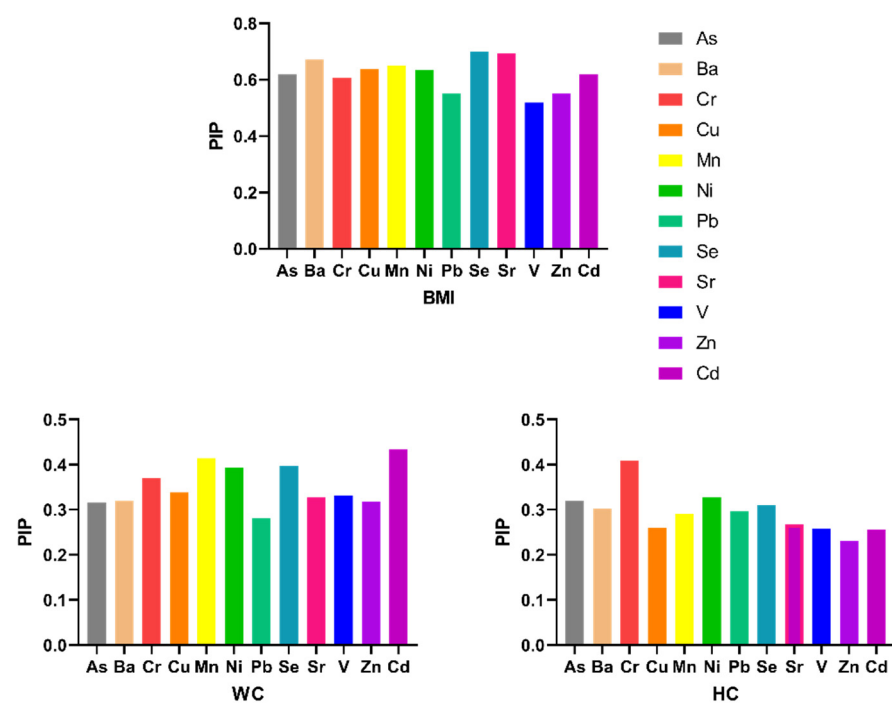 0.8
0.6
0.4
0.2
0.0
PIP
As Ba Cr Cu Mn Ni Pb Se Sr V Zn Cd
BMI
As
Ba
Cr
Cu
Mn
Ni
Pb
Se
Sr
V
Zn
Cd
0.5
0.4
0.3
0.2
0.1
0.0
PIP
As Ba Cr Cu Mn Ni Pb Se Sr V Zn Cd
WC
0.5
0.4
0.3
0.2
0.1
0.0
PIP
As Ba Cr Cu Mn Ni Pb Se Sr V Zn Cd
HC